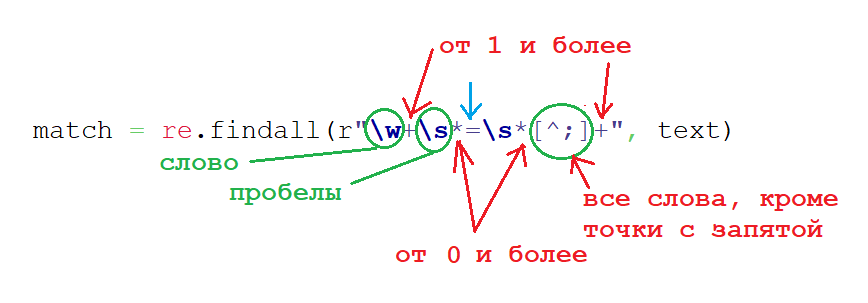 от 1 и более
match = re.findall(r"\w+\s*=\s*[^;]+", text)
слово
пробелы
все слова, кроме
точки с запятой
от 0 и более